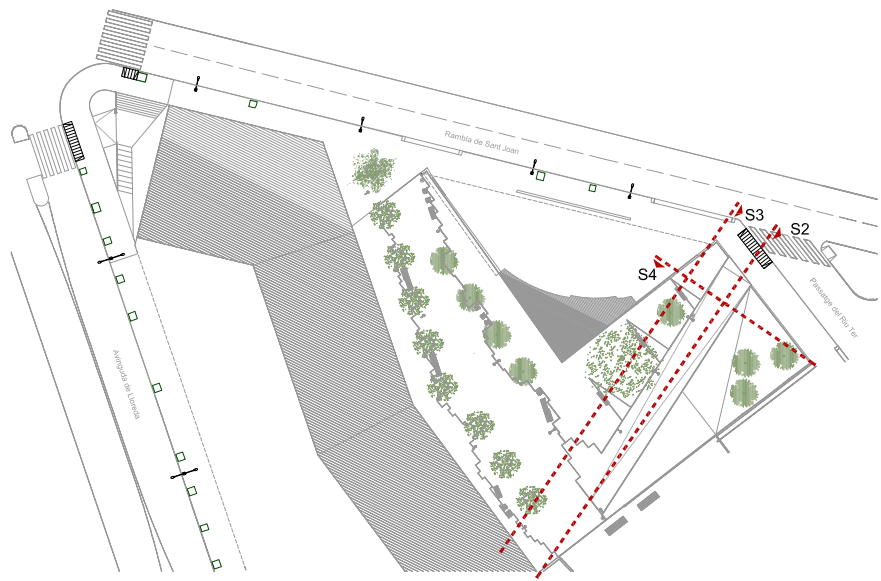 Rambla de Sant Joan
S3
S2
S4
Passatge del Riu Ter
Avinguda de Lloreda